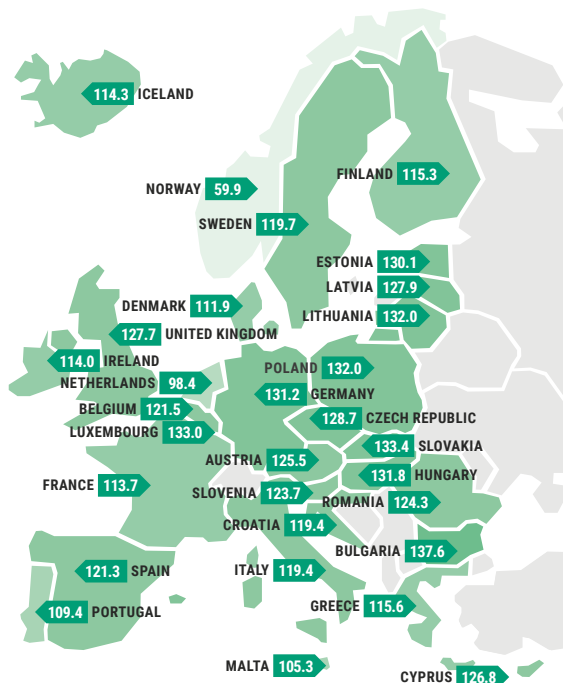 114.3 ICELAND
FINLAND 115.3
NORWAY 59.9
SWEDEN 119.7
ESTONIA 130.1
LATVIA 127.9
DENMARK 111.9
LITHUANIA 132.0
127.7 UNITED KINGDOM
114.0 IRELAND
POLAND 132.0
NETHERLANDS 98.4
131.2 GERMANY
BELGIUM 121.5
128.7 CZECH REPUBLIC
LUXEMBOURG 133.0
133.4 SLOVAKIA
AUSTRIA 125.5
131.8 HUNGARY
FRANCE 113.7
SLOVENIA 123.7
ROMANIA 124.3
CROATIA 119.4
BULGARIA 137.6
121.3 SPAIN
ITALY 119.4
109.4 PORTUGAL
GREECE 115.6
MALTA 105.3
CYPRUS 126.8